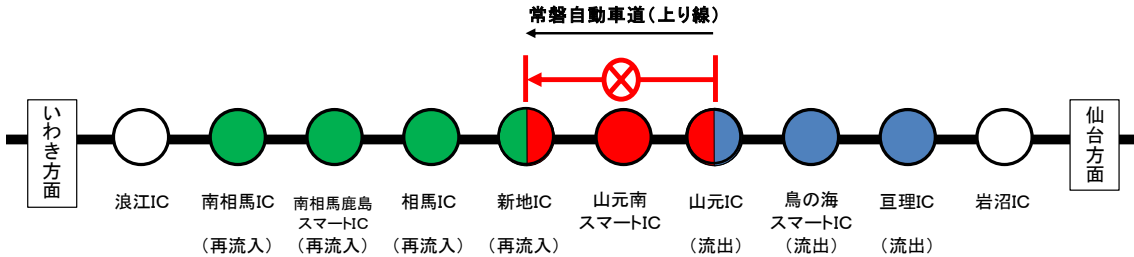 常磐自動車道(上り線)
いわき方面
仙台方面
浪江IC
南相馬IC
(再流入)
南相馬鹿島
スマートIC
(再流入)
相馬IC
(再流入)
新地IC
(再流入)
山元南
スマートIC
山元IC
(流出)
鳥の海
スマートIC
(流出)
亘理IC
(流出)
岩沼IC